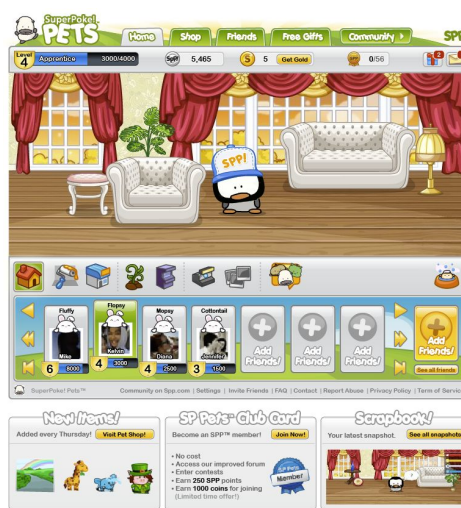 SuperPoke!
PETS
Home
Shop
Friends
Free Gifts
Community
SPP
Level
4
Apprentice
3000/4000
SPP
5,465
S
5
Get Gold
0/56
2
SPP!
Fluffy
Mike
6
8000
Flopsy
Kelvin
4
3000
Mopsy
Diana
4
2500
Cottontail
Jennifer
3
1500
Add
Friends!
Add
Friends!
Add
Friends!
Add
Friends!
See all friends
SuperPoke! Pets™
Community on Spp.com | Settings | Invite Friends | FAQ | Contact | Report Abuse | Privacy Policy | Term of Servic
New Items!
Added every Thursday!
Visit Pet Shop!
SP Pets™ Club Card
Become an SPP™ member!
Join Now!
• No cost
• Access our improved forum
• Enter contests
• Earn 250 SPP points
• Earn 1000 coins for joining
(Limited time offer!)
SP Pets
Member
Scrapbook!
Your latest snapshot.
See all snapshots